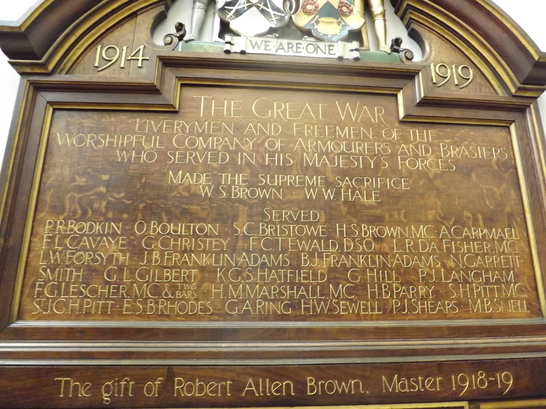 WE·ARE·ONE
1914
1919
THE GREAT WAR
LIVERYMEN AND FREEMEN OF THE
WORSHIPFUL COMPANY OF ARMOURERS AND BRASIERS
WHO SERVED IN HIS MAJESTY'S FORCES
MADE THE SUPREME SACRIFICE
W.S.BROWN W.W.HALE
SERVED
P.R.BODKIN O.BOULTON S.C.BRISTOWE H.S.BROWN.M.C. A.CARPMAEL
F.L.CAVAYE G.CHRISTEY F.C.TEWALD.D.S.O. L.R.DA FISHER.M.C.
L.W.FORSYTH J.B.FRANKLIN ADAMS B.J.FRANKLIN ADAMS N.GARRETT
SMITH G.L.GILBERT K.G.S.HATFIELD G.HILL P.J.LANGHAM
F.G.LESCHER.M.C. & TWO BARS H.M.MARSHALL.M.C. H.B.PARRY S.H.PITT.M.C.
S.U.G.H.PITT E.S.B.RHODES G.A.RING H.W.SEWELL P.J.SHEARS M.B.SNELL
The gift of Robert Allen Brown, Master 1918-19